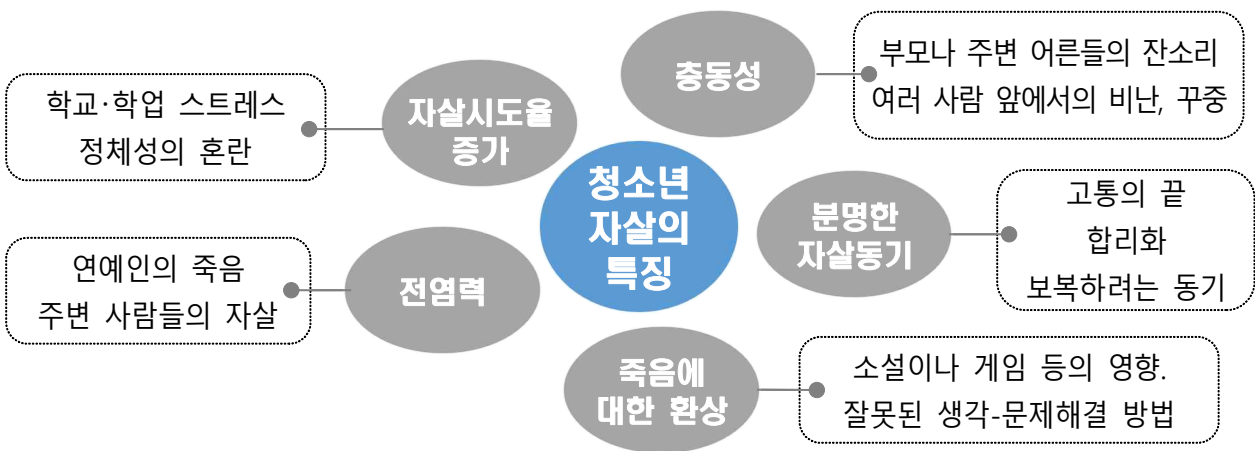 청소년
자살의
특징
충동성
부모나 주변 어른들의 잔소리
여러 사람 앞에서의 비난, 꾸중
자살시도율
증가
학교·학업 스트레스
정체성의 혼란
분명한
자살동기
고통의 끝
합리화
보복하려는 동기
전염력
연예인의 죽음
주변 사람들의 자살
죽음에
대한 환상
소설이나 게임 등의 영향.
잘못된 생각-문제해결 방법